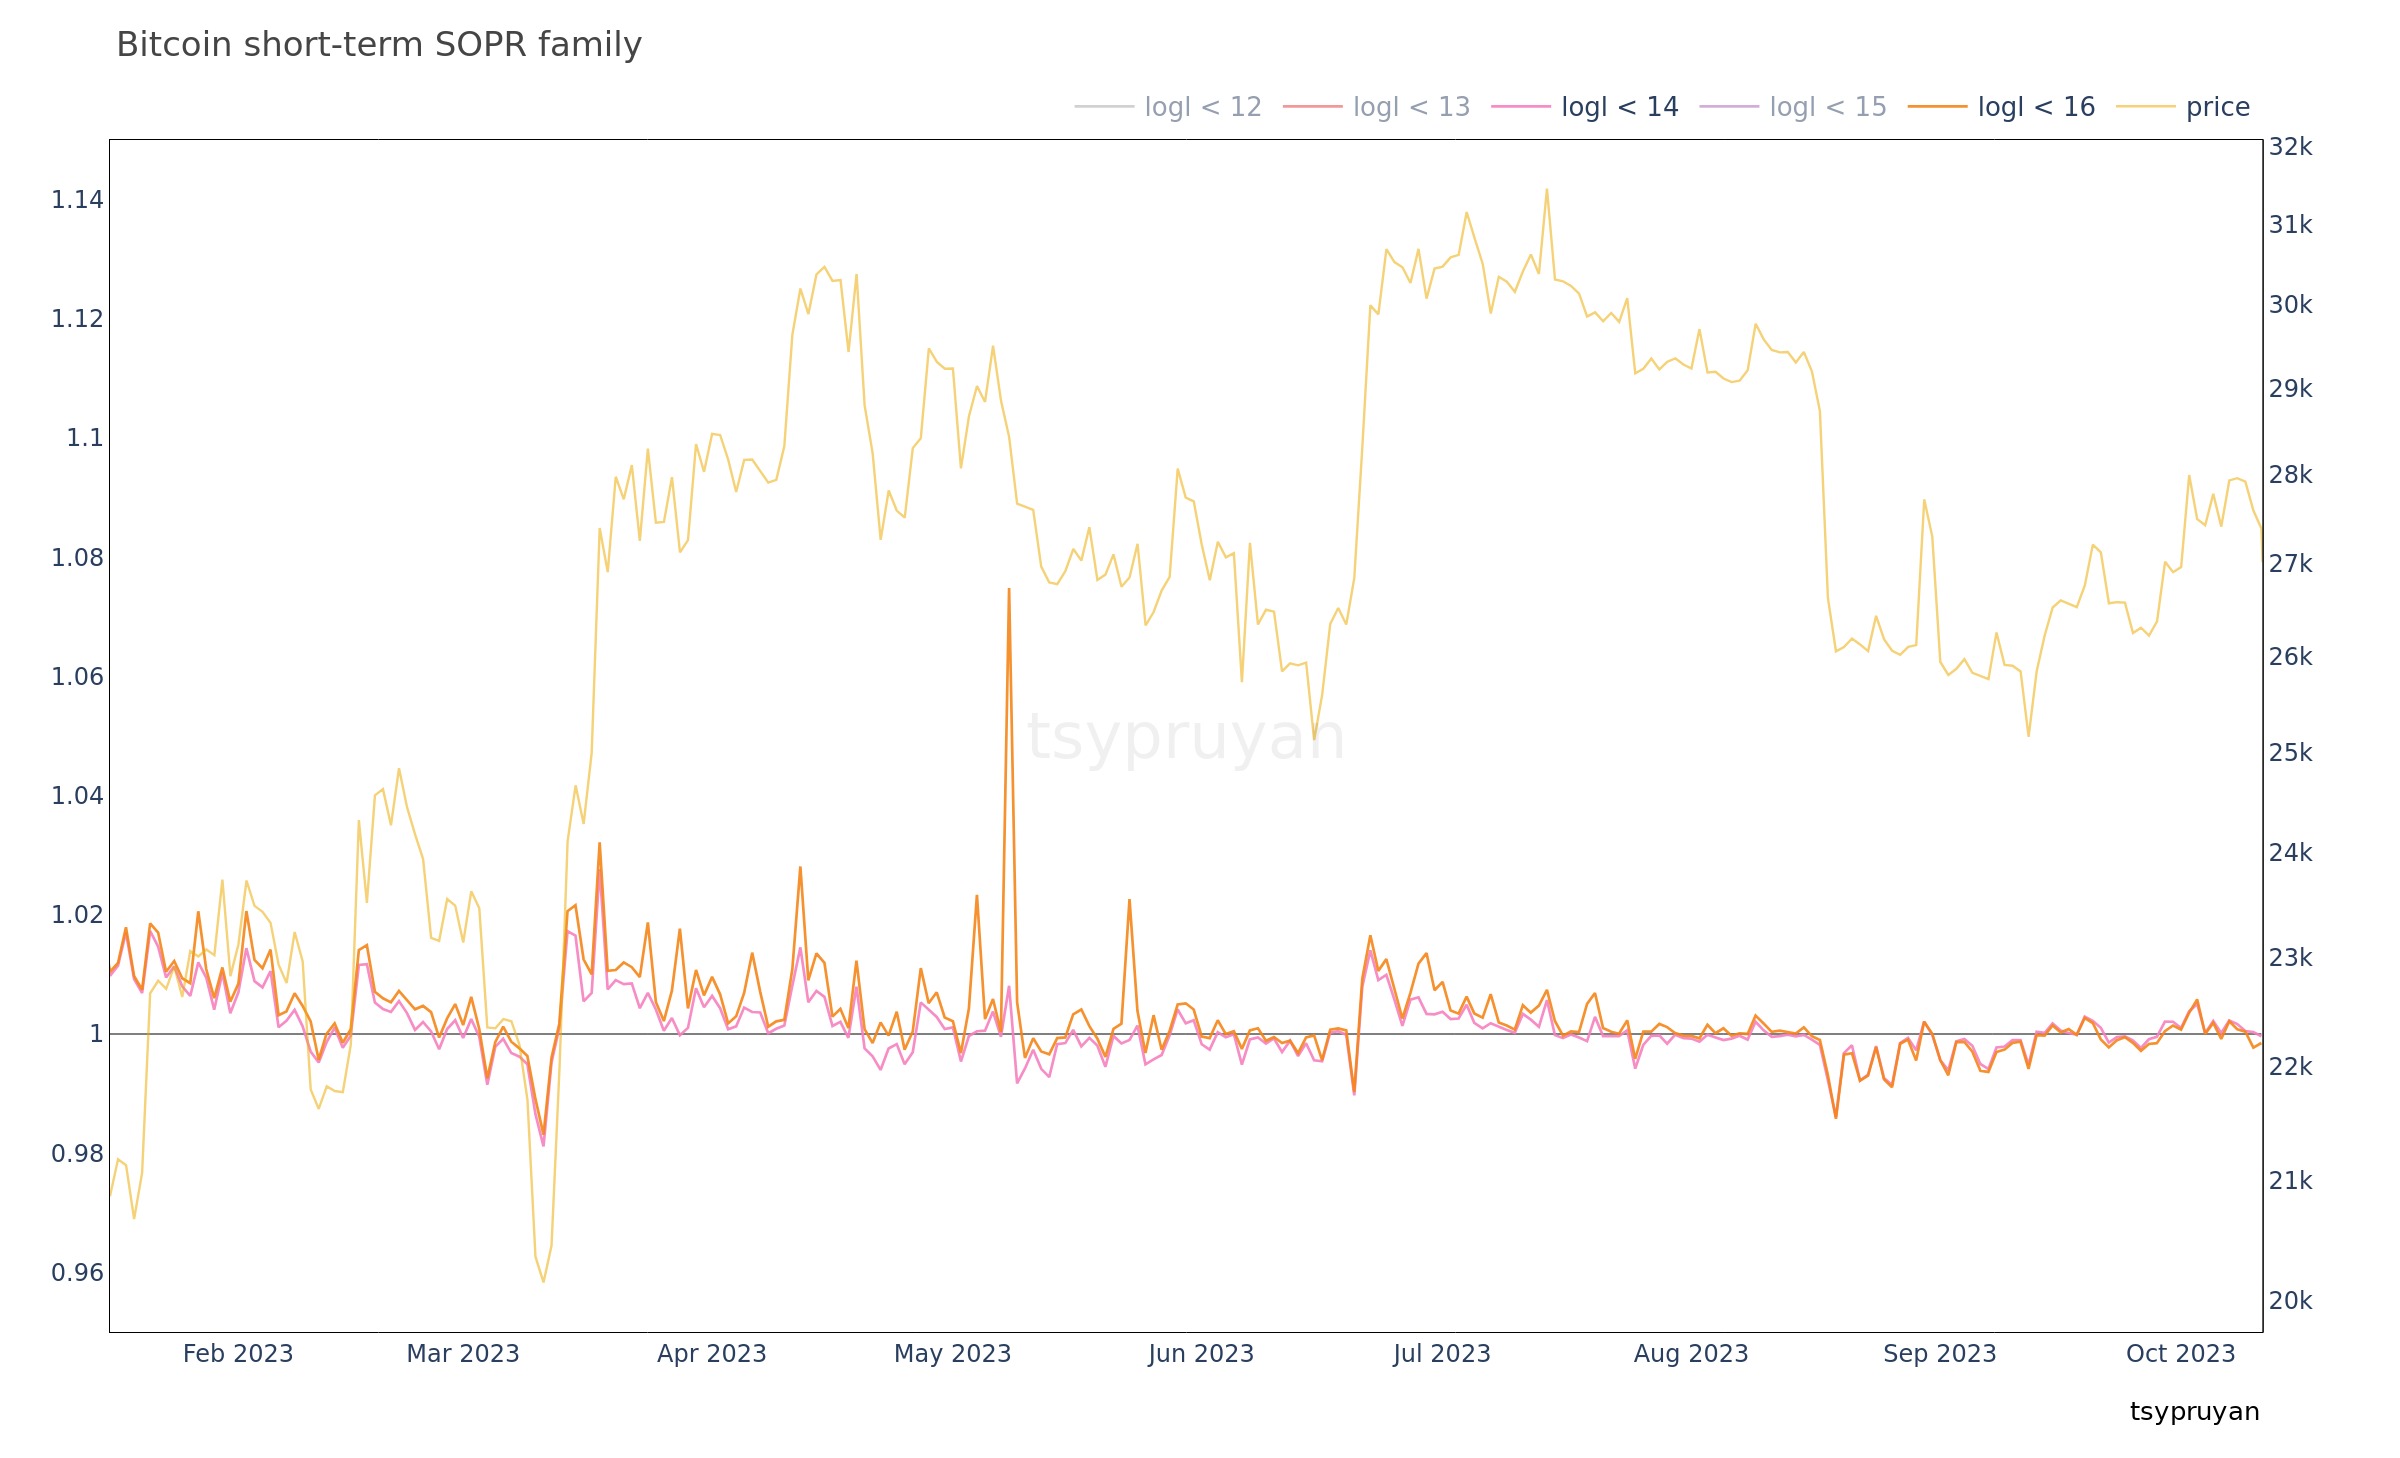 Bitcoin short-term SOPR family
logl < 12 logl < 13 logl < 14 logl < 15 logl < 16 price
1.14
1.12
1.1
1.08
1.06
1.04
1.02
1
0.98
0.96
32k
31k
30k
29k
28k
27k
26k
25k
24k
23k
22k
21k
20k
tsypruyan
Feb 2023 Mar 2023 Apr 2023 May 2023 Jun 2023 Jul 2023 Aug 2023 Sep 2023 Oct 2023
tsypruyan